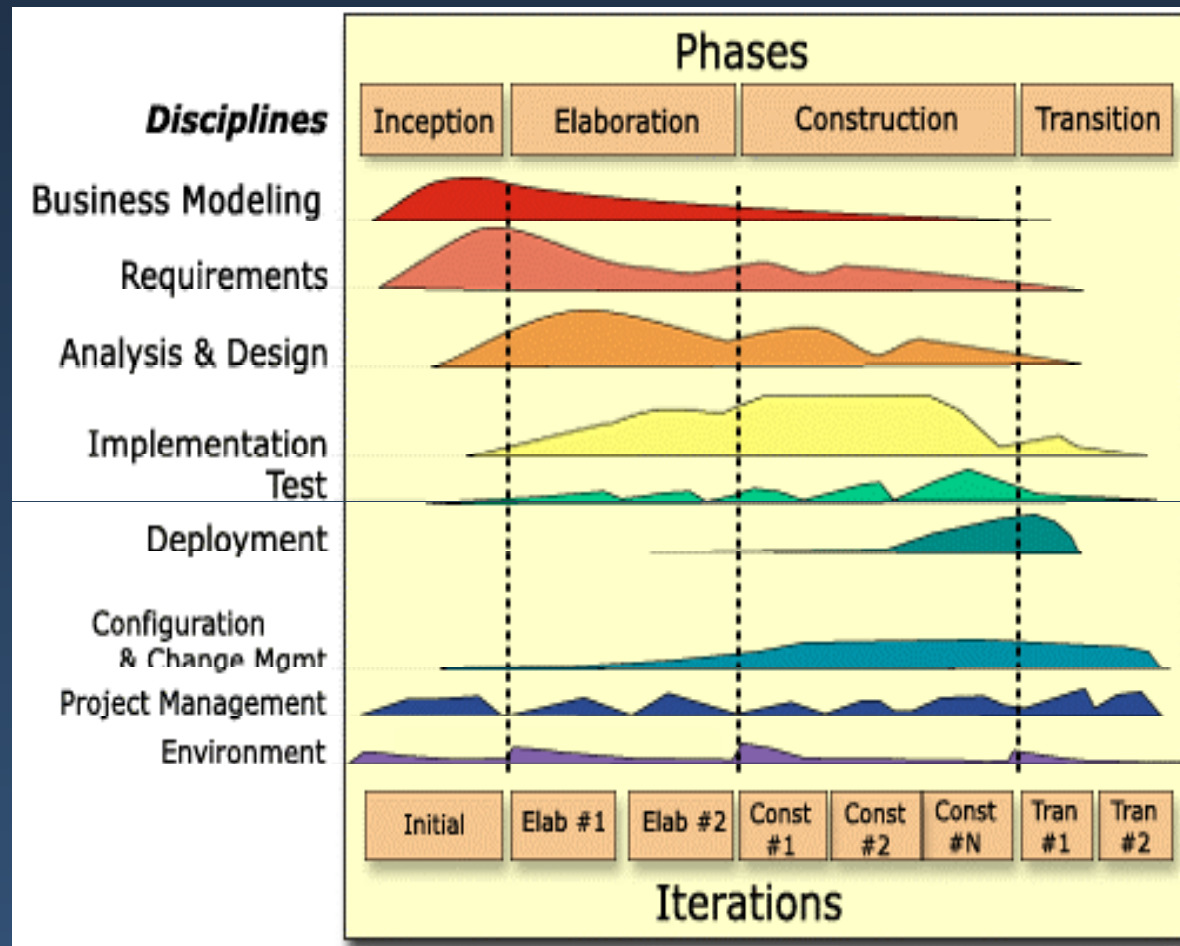 Phases
Disciplines
Inception
Elaboration
Construction
Transition
Business Modeling
Requirements
Analysis & Design
Implementation
Test
Deployment
Configuration
& Change Mgmt
Project Management
Environment
Initial
Elab #1
Elab #2
Const
#1
Const
#2
Const
#N
Tran
#1
Tran
#2
Iterations